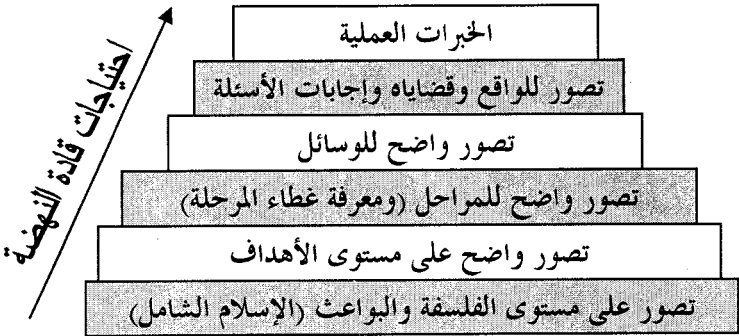 الخبرات العملية
تصور للواقع وقضاياه وإجابات الأسئلة
تصور واضح للوسائل
تصور واضح للمراحل (ومعرفة غطاء المرحلة)
تصور واضح على مستوى الأهداف
تصور على مستوى الفلسفة والبواعث (الإسلام الشامل)
احتياجات قادة النهضة